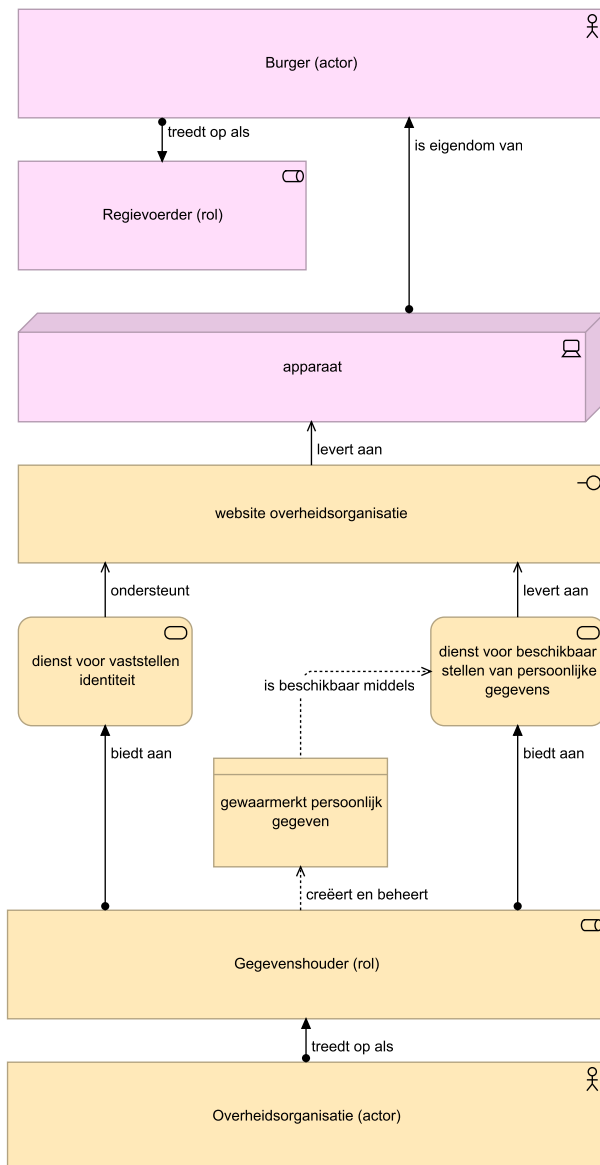 Burger (actor)
treedt op als
is eigendom van
Regievoerder (rol)
apparaat
levert aan
website overheidsorganisatie
ondersteunt
levert aan
dienst voor vaststellen
identiteit
dienst voor beschikbaar
stellen van persoonlijke
gegevens
is beschikbaar middels
biedt aan
biedt aan
gewaarmerkt persoonlijk
gegeven
creëert en beheert
Gegevenshouder (rol)
treedt op als
Overheidsorganisatie (actor)